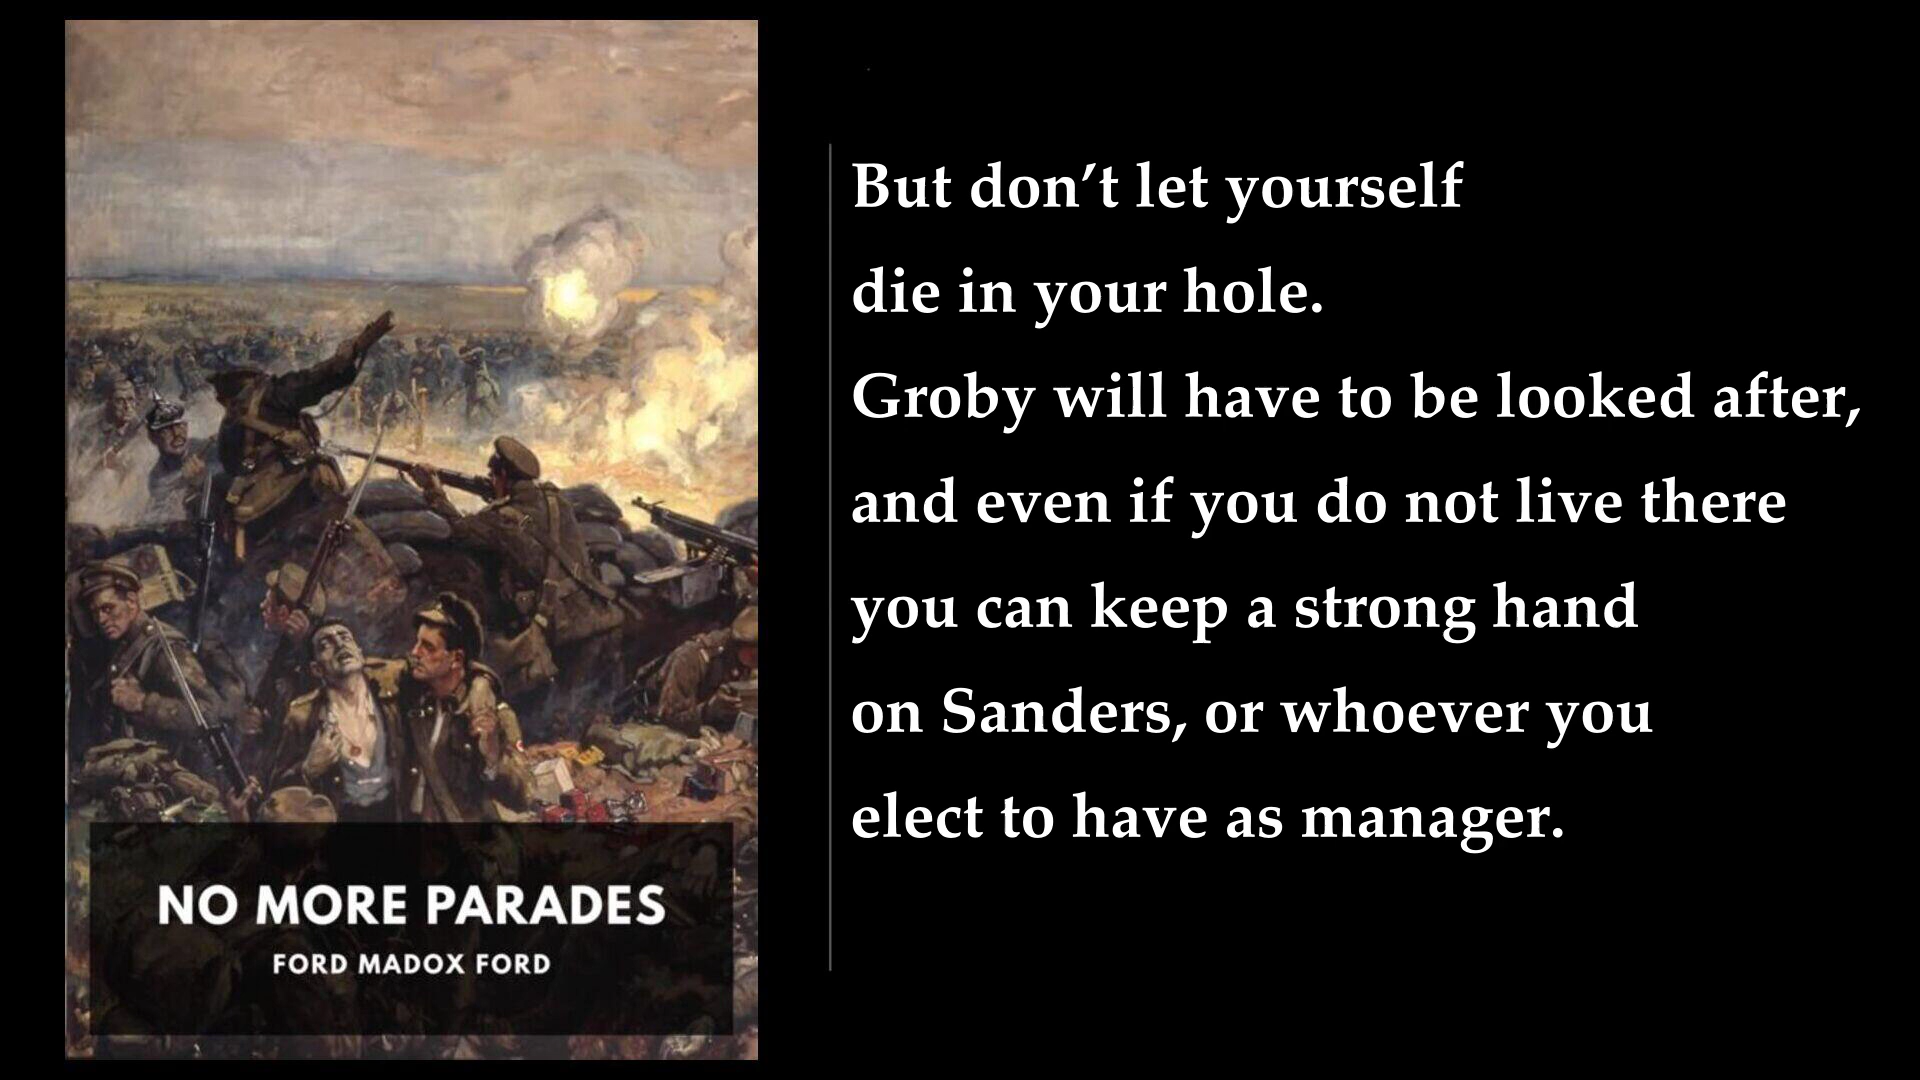 But don’t let yourself
die in your hole.
Groby will have to be looked after,
and even if you do not live there
you can keep a strong hand
on Sanders, or whoever you
elect to have as manager.
NO MORE PARADES
FORD MADOX FORD